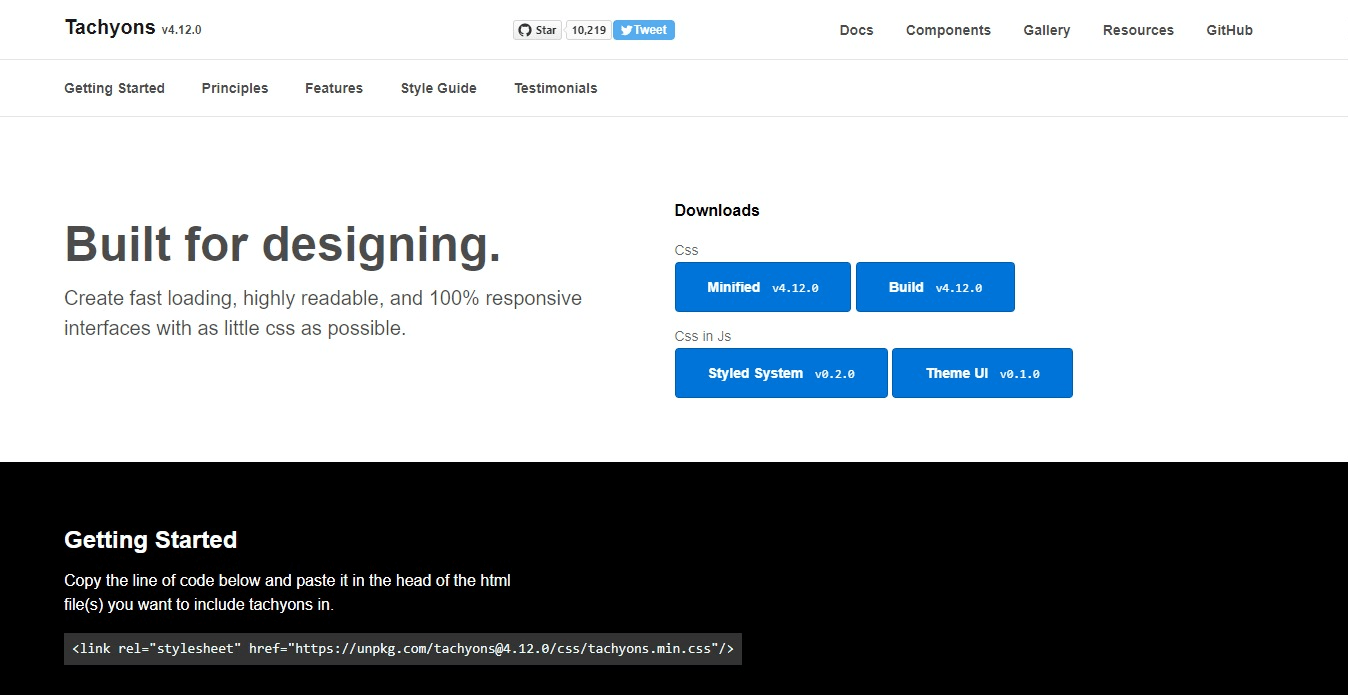 Tachyons v4.12.0
Star 10,219 Tweet
Docs Components Gallery Resources GitHub
Getting Started Principles Features Style Guide Testimonials
Built for designing.
Create fast loading, highly readable, and 100% responsive
interfaces with as little css as possible.
Downloads
Css
Minified v4.12.0 Build v4.12.0
Css in Js
Styled System v0.2.0 Theme UI v0.1.0
Getting Started
Copy the line of code below and paste it in the head of the html
file(s) you want to include tachyons in.
<link rel="stylesheet" href="https://unpkg.com/tachyons@4.12.0/css/tachyons.min.css"/>